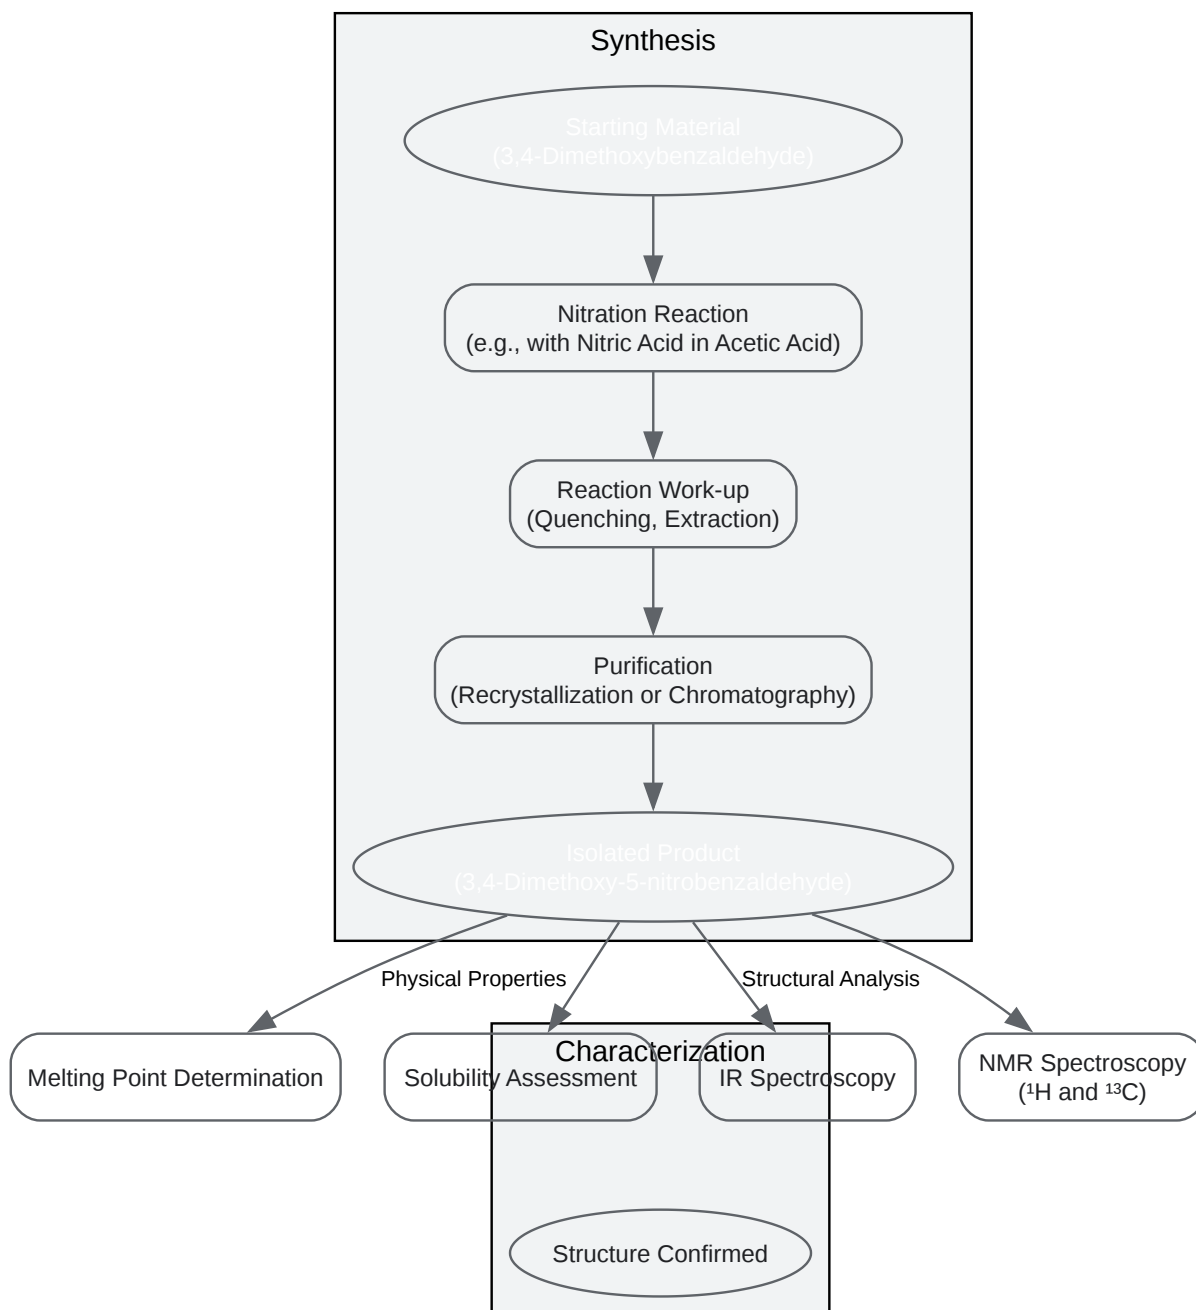 Synthesis
Starting Material
(3,4-Dimethoxybenzaldehyde)
Nitration Reaction
(e.g., with Nitric Acid in Acetic Acid)
Reaction Work-up
(Quenching, Extraction)
Purification
(Recrystallization or Chromatography)
Isolated Product
(3,4-Dimethoxy-5-nitrobenzaldehyde)
Physical Properties
Structural Analysis
Characterization
Melting Point Determination
Solubility Assessment
IR Spectroscopy
NMR Spectroscopy
(¹H and ¹³C)
Structure Confirmed